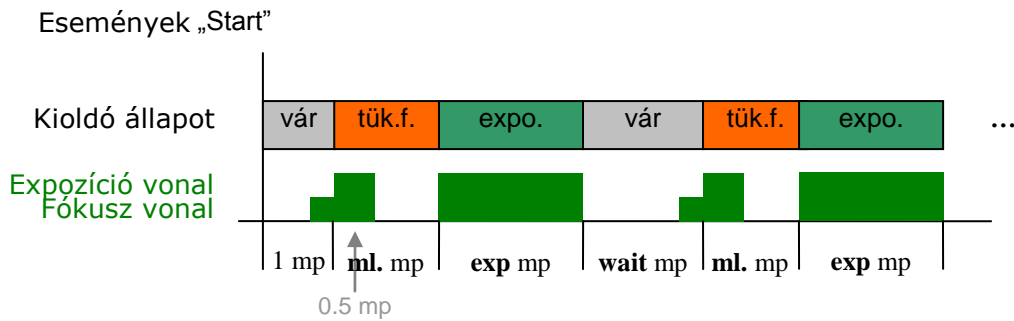 Események „Start”
Kioldó állapot vár tük.f. expo. vár tük.f. expo. ...
Expozíció vonal
Fókusz vonal
1 mp ml. mp exp mp wait mp ml. mp exp mp
0.5 mp